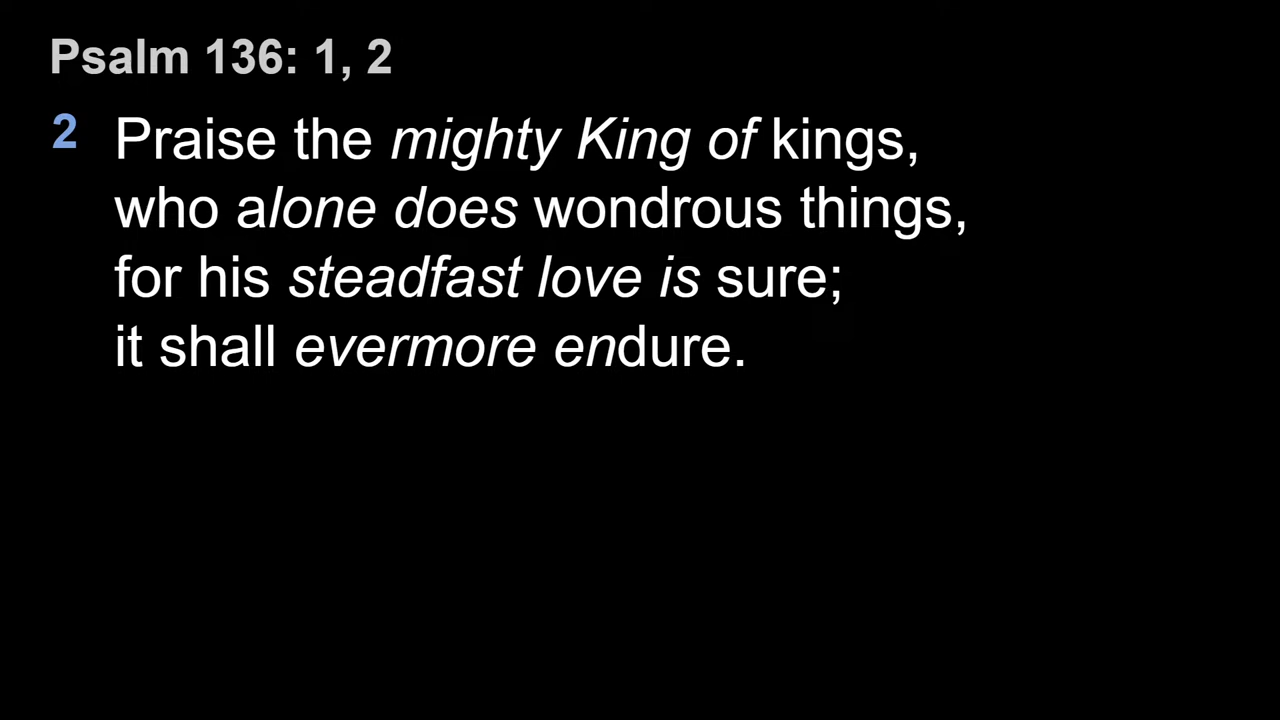 Psalm 136: 1, 2
2 Praise the mighty King of kings,
who alone does wondrous things,
for his steadfast love is sure;
it shall evermore endure.